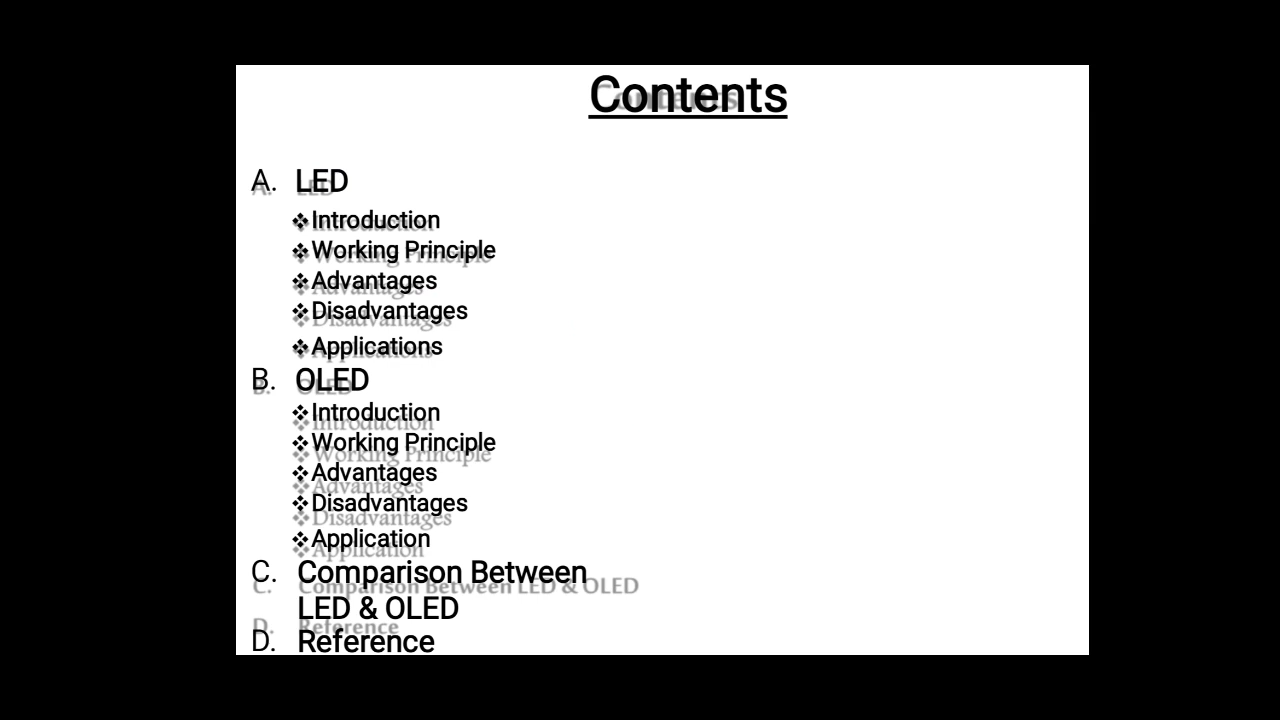 Contents
A. LED
❖Introduction
❖Working Principle
❖Advantages
❖Disadvantages
❖Applications
B. OLED
❖Introduction
❖Working Principle
❖Advantages
❖Disadvantages
❖Application
C. Comparison Between
LED & OLED
D. Reference